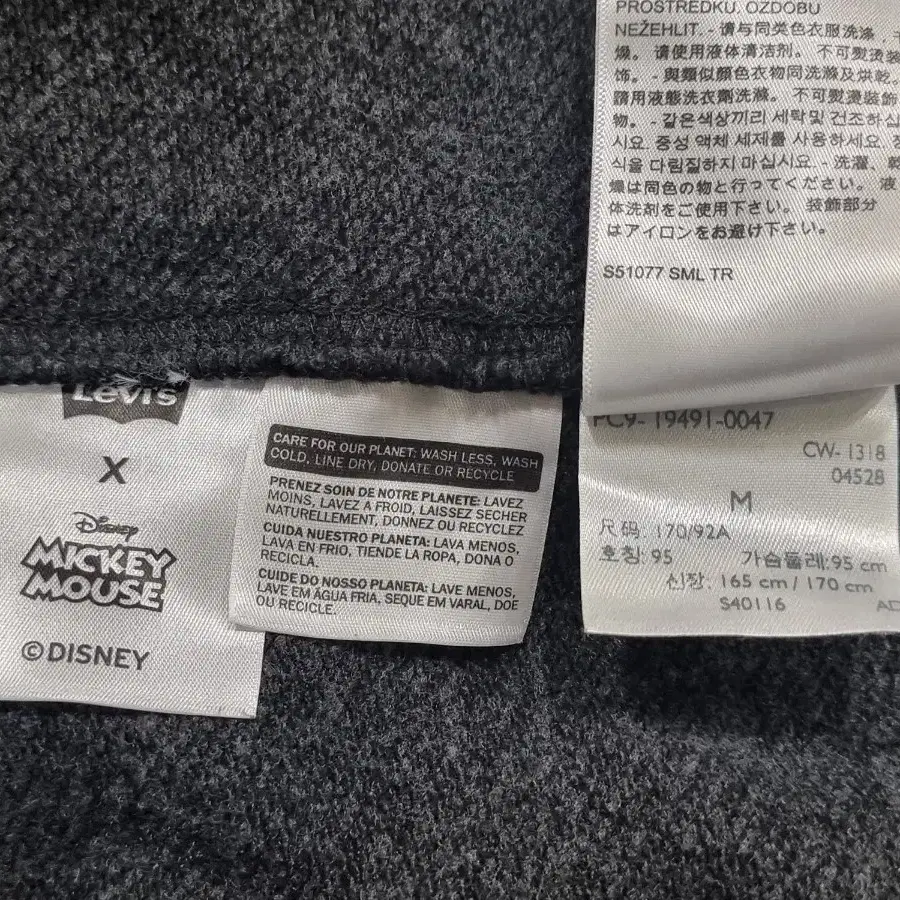 PROSTREDKU. OZDOBU
NEŽEHLIT. - 请与同类色衣服洗涤, 干
燥。请使用液体清洁剂。 不可熨烫装
饰。 - 與類似顏色衣物同洗滌及烘乾。
請用液態洗衣劑洗滌。 不可熨燙裝飾
物。 - 같은색상끼리 세탁및 건조하십
시요. 중성 액체 세제를 사용하세요.
식을 다림질하지 마십시요. - 洗濯、乾
燥は同色の物と行ってください。 液
体洗剤をご使用下さい。 装飾部分
はアイロンをお避け下さい。
S51077 SML TR
Levi's
X
Disney
MICKEY
MOUSE
©DISNEY
CARE FOR OUR PLANET: WASH LESS, WASH
COLD, LINE DRY, DONATE OR RECYCLE
PRENEZ SOIN DE NOTRE PLANETE: LAVEZ
MOINS, LAVEZ À FROID, LAISSEZ SECHER
NATURELLEMENT, DONNEZ OU RECYCLEZ
CUIDA NUESTRO PLANETA: LAVA MENOS,
LAVA EN FRIO, TIENDE LA ROPA, DONA O
RECICLA.
CUIDE DO NOSSO PLANETA: LAVE MENOS,
LAVE EM ÁGUA FRIA, SEQUE EM VARAL, DOE
OU RECICLE.
PC9- 19491-0047
CW- 1318
04528
M
尺码: 170/92A
호칭: 95 가슴둘레:95 cm
신장: 165 cm / 170 cm
S40116
AD